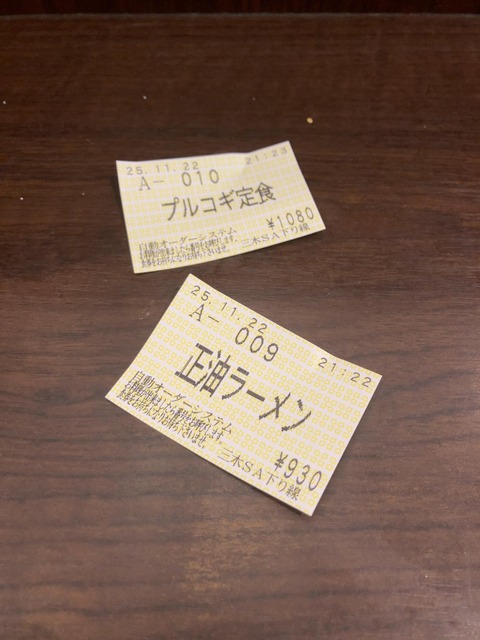 25.11.22 21:23
A- 010
プルコギ定食
¥1080
自動オーダーシステム
三木SA下り線
25.11.22 21:22
A- 009
正油ラーメン
¥930
自動オーダーシステム
三木SA下り線